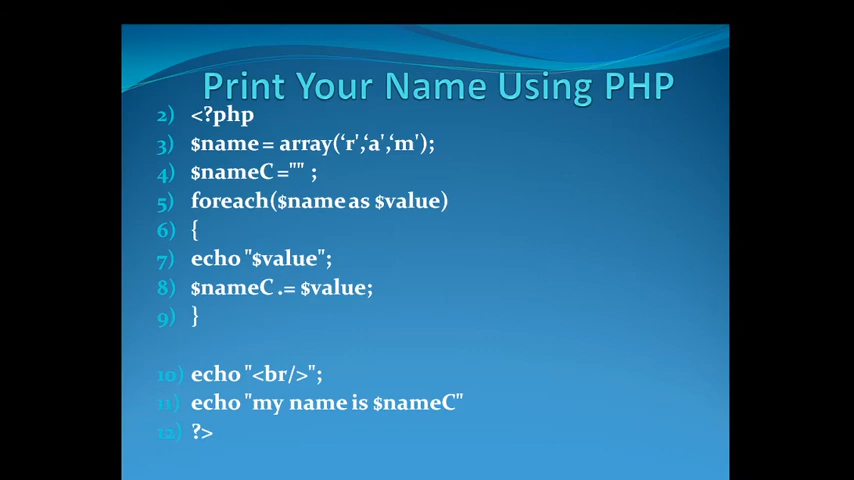 Print Your Name Using PHP
2) <?php
3) $name = array(‘r',‘a',‘m');
4) $nameC ="" ;
5) foreach($name as $value)
6) {
7) echo "$value";
8) $nameC .= $value;
9) }
10) echo "<br/>";
11) echo "my name is $nameC"
12) ?>